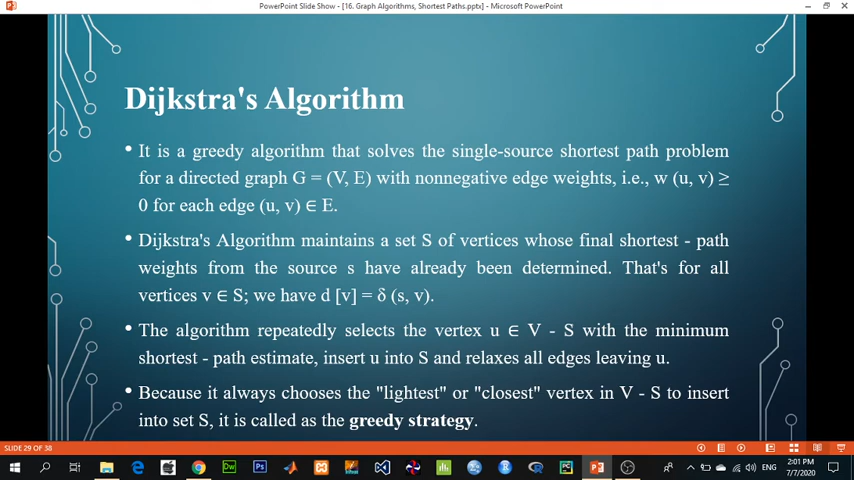 PowerPoint Slide Show - [16. Graph Algorithms, Shortest Paths.pptx] - Microsoft PowerPoint
Dijkstra's Algorithm
• It is a greedy algorithm that solves the single-source shortest path problem
for a directed graph G = (V, E) with nonnegative edge weights, i.e., w (u, v) ≥
0 for each edge (u, v) ∈ E.
• Dijkstra's Algorithm maintains a set S of vertices whose final shortest - path
weights from the source s have already been determined. That's for all
vertices v ∈ S; we have d [v] = δ (s, v).
• The algorithm repeatedly selects the vertex u ∈ V - S with the minimum
shortest - path estimate, insert u into S and relaxes all edges leaving u.
• Because it always chooses the "lightest" or "closest" vertex in V - S to insert
into set S, it is called as the greedy strategy.
SLIDE 29 OF 38
Dw Ps PC ENG 2:01 PM
7/7/2020